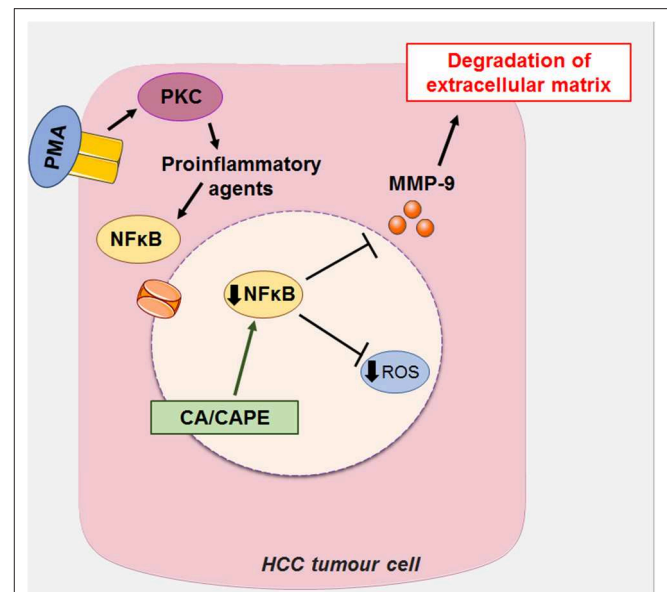 Degradation of
extracellular matrix
PKC
PMA
Proinflammatory
agents
MMP-9
NFκB
NFκB
ROS
CA/CAPE
HCC tumour cell